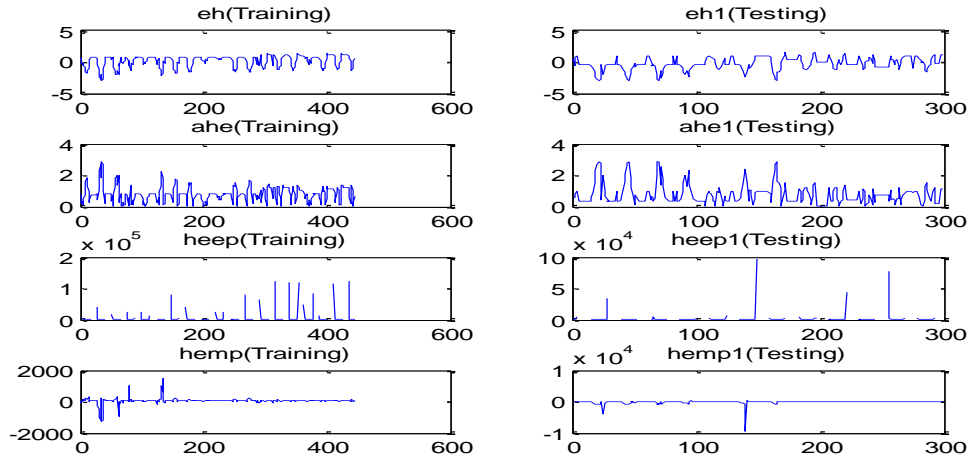 eh(Training)
5
0
-5
0 200 400 600
eh1(Testing)
5
0
-5
0 100 200 300
ahe(Training)
4
2
0
0 200 400 600
ahe1(Testing)
4
2
0
0 100 200 300
x 10^5
heep(Training)
2
1
0
0 200 400 600
x 10^4
heep1(Testing)
10
5
0
0 100 200 300
hemp(Training)
2000
0
-2000
0 200 400 600
x 10^4
hemp1(Testing)
1
0
-1
0 100 200 300